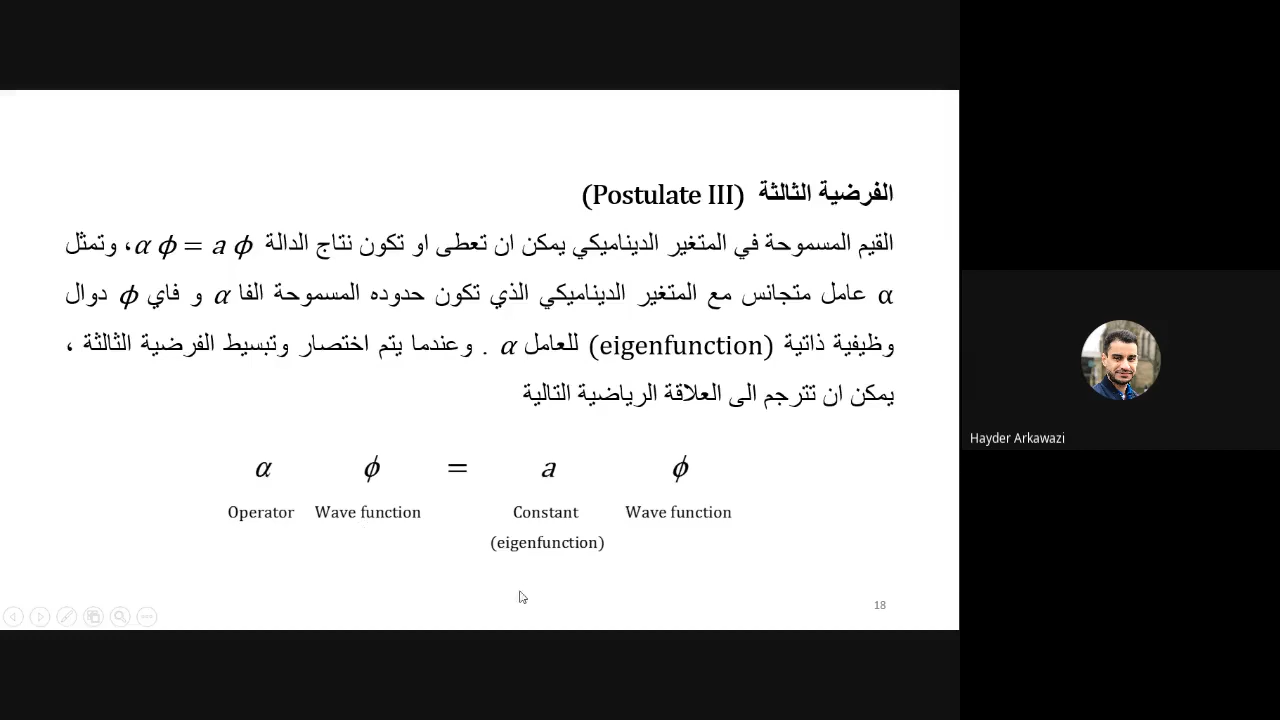 الفرضية الثالثة (Postulate III)
القيم المسموحة في المتغير الديناميكي يمكن ان تعطى او تكون نتاج الدالة α ϕ = a ϕ، وتمثل
α عامل متجانس مع المتغير الديناميكي الذي تكون حدوده المسموحة الفا α و فاي ϕ دوال
وظيفية ذاتية (eigenfunction) للعامل α . وعندما يتم اختصار وتبسيط الفرضية الثالثة ،
يمكن ان تترجم الى العلاقة الرياضية التالية
α ϕ = a ϕ
Operator Wave function Constant Wave function
(eigenfunction)
18
Hayder Arkawazi